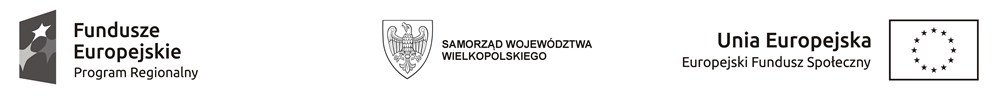 Fundusze
Europejskie
Program Regionalny
SAMORZĄD WOJEWÓDZTWA
WIELKOPOLSKIEGO
Unia Europejska
Europejski Fundusz Społeczny